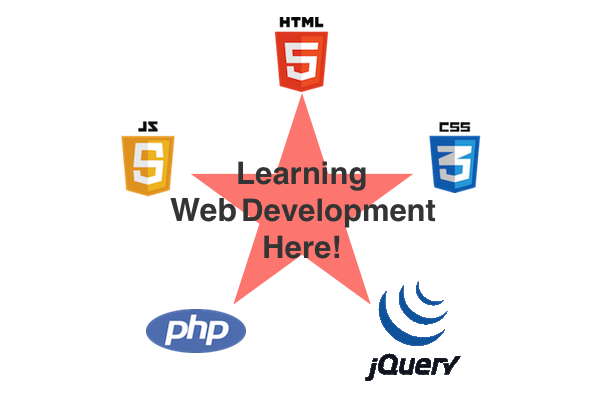 HTML
5
JS
5
CSS
3
Learning
Web Development
Here!
php
jQuery